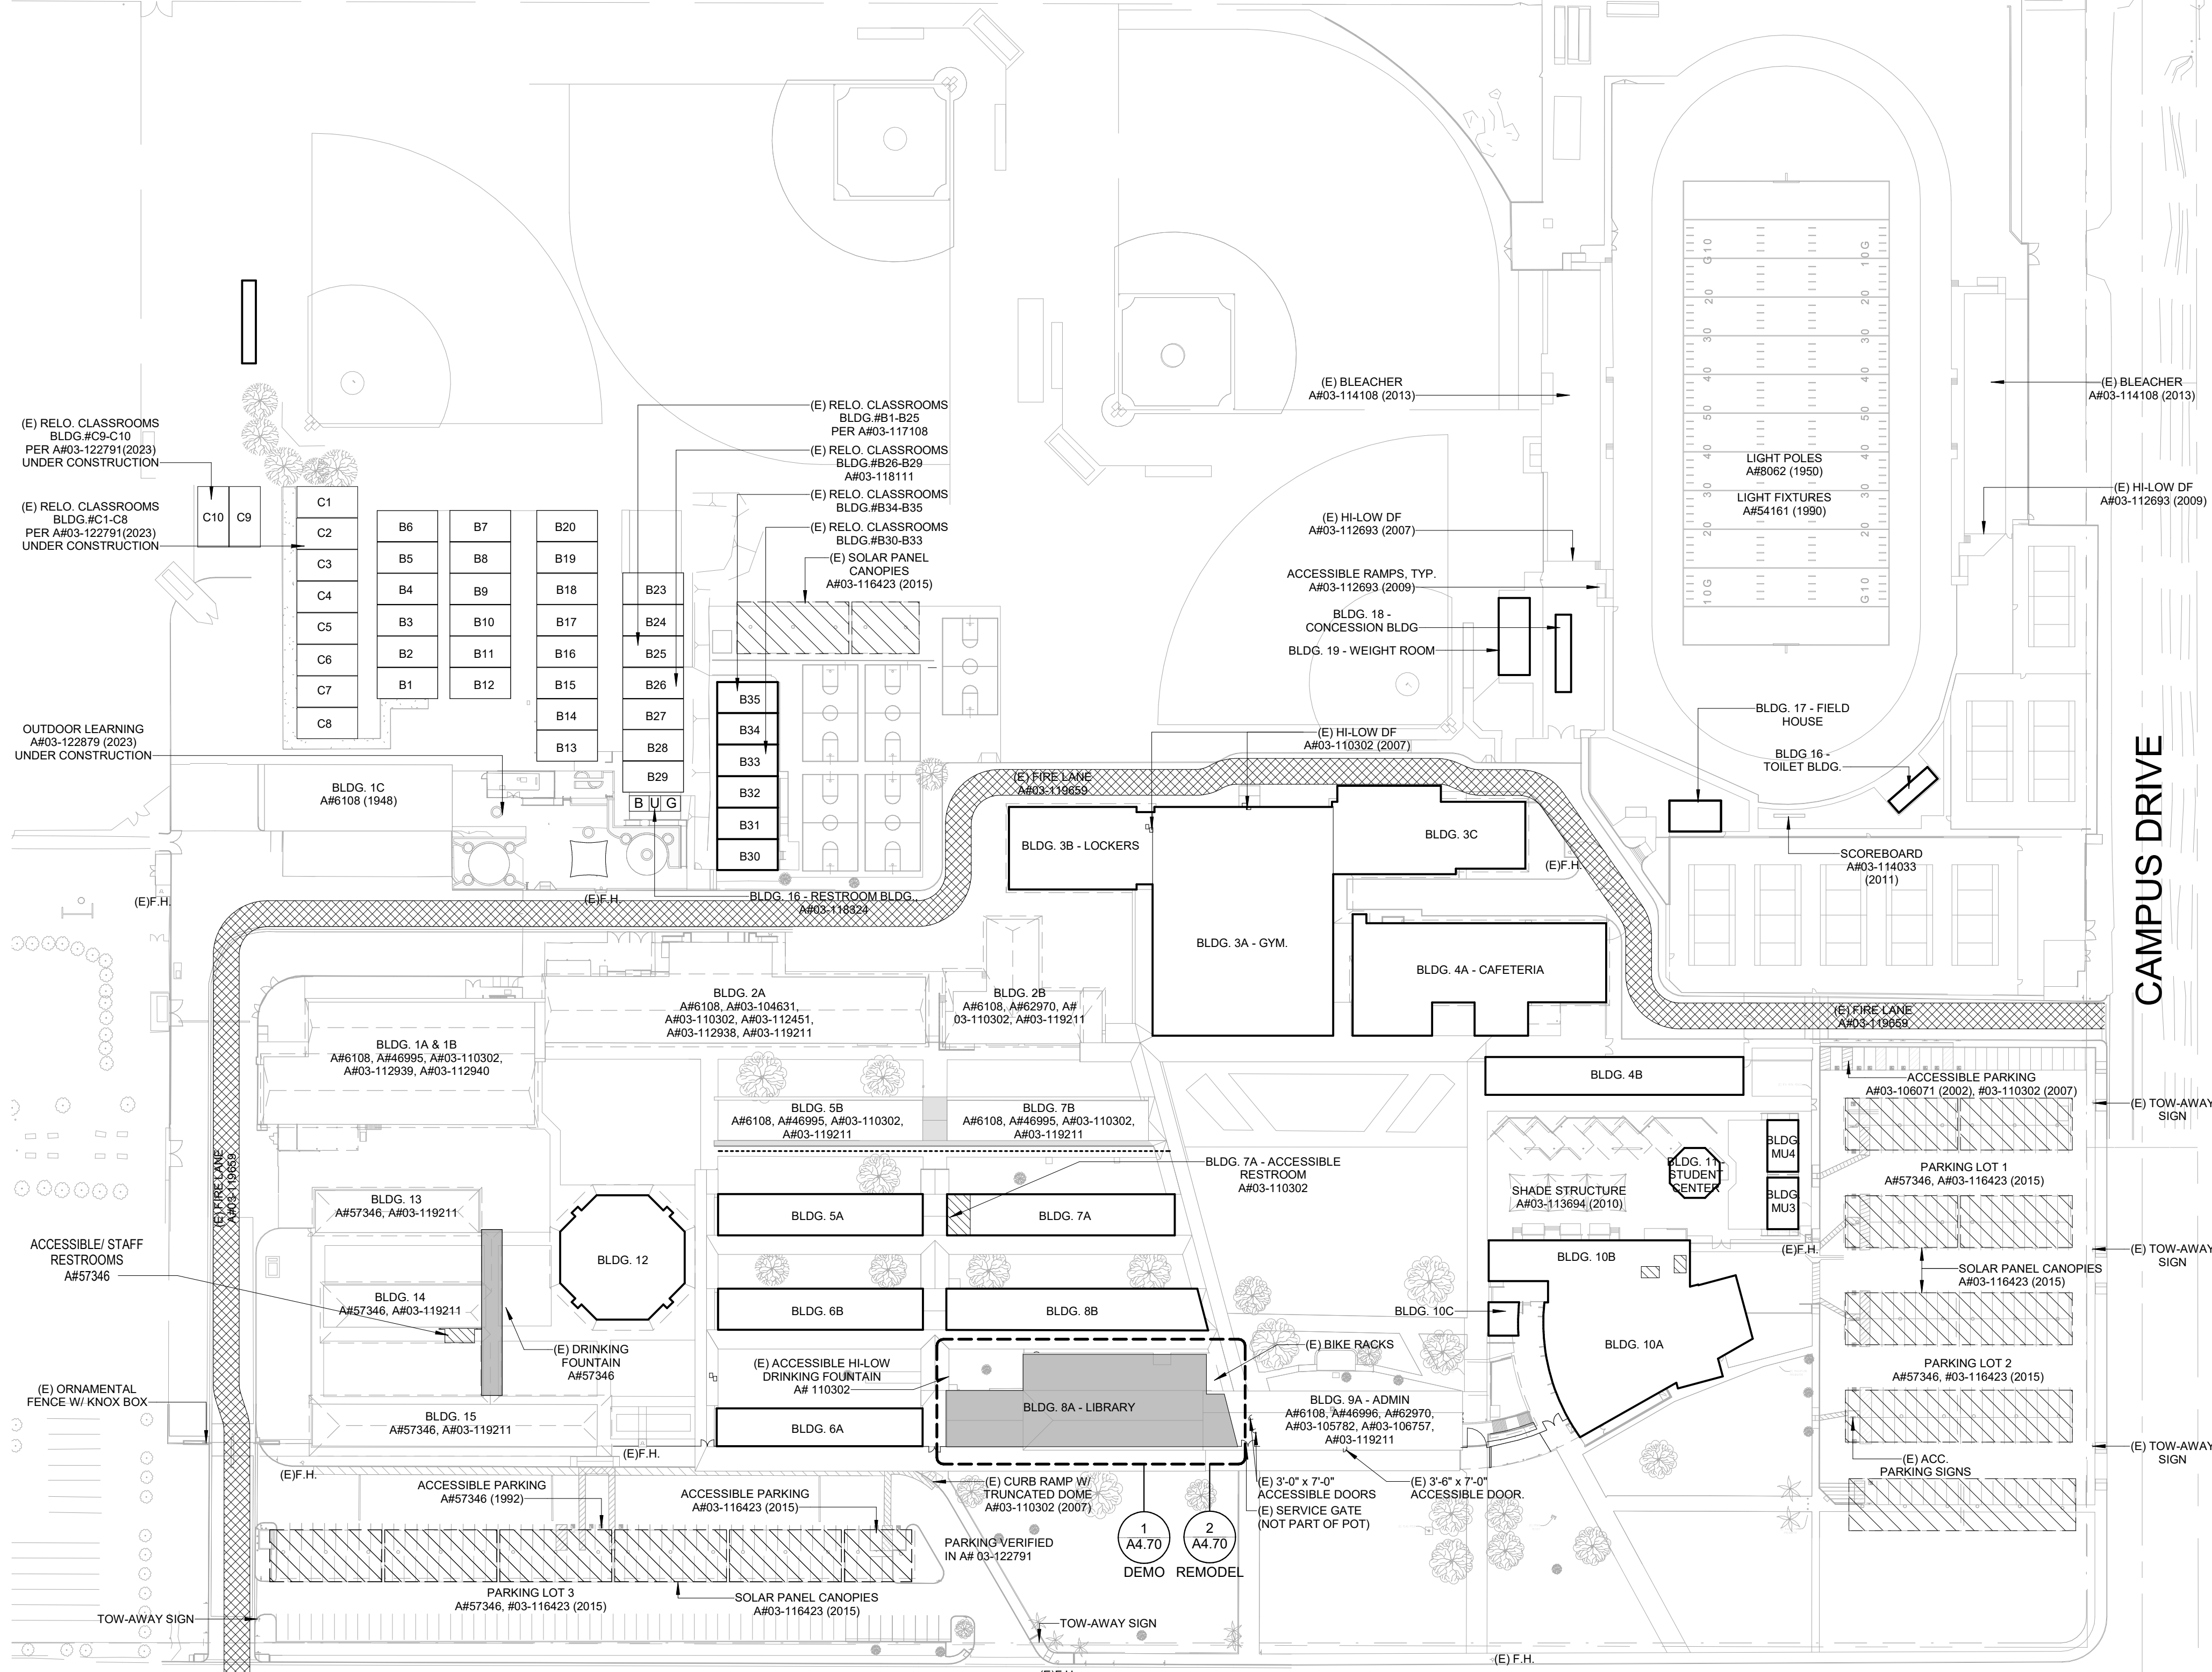 (E) RELO. CLASSROOMS
BLDG.#C9-C10
PER A#03-122791(2023)
UNDER CONSTRUCTION
(E) RELO. CLASSROOMS
BLDG.#C1-C8
PER A#03-122791(2023)
UNDER CONSTRUCTION
OUTDOOR LEARNING
A#03-122879 (2023)
UNDER CONSTRUCTION
C10
C9
C1
C2
C3
C4
C5
C6
C7
C8
B6
B5
B4
B3
B2
B1
B7
B8
B9
B10
B11
B12
B20
B19
B18
B17
B16
B15
B14
B13
B23
B24
B25
B26
B27
B28
B29
B U G
B35
B34
B33
B32
B31
B30
(E) RELO. CLASSROOMS
BLDG.#B1-B25
PER A#03-117108
(E) RELO. CLASSROOMS
BLDG.#B26-B29
A#03-118111
(E) RELO. CLASSROOMS
BLDG.#B34-B35
(E) RELO. CLASSROOMS
BLDG.#B30-B33
(E) SOLAR PANEL
CANOPIES
A#03-116423 (2015)
(E) BLEACHER
A#03-114108 (2013)
(E) BLEACHER
A#03-114108 (2013)
G10
20
30
40
50
40
30
20
10G
10G
20
30
40
50
40
30
20
G10
LIGHT POLES
A#8062 (1950)
LIGHT FIXTURES
A#54161 (1990)
(E) HI-LOW DF
A#03-112693 (2009)
(E) HI-LOW DF
A#03-112693 (2007)
ACCESSIBLE RAMPS, TYP.
A#03-112693 (2009)
BLDG. 18 -
CONCESSION BLDG
BLDG. 19 - WEIGHT ROOM
BLDG. 17 - FIELD
HOUSE
BLDG 16 -
TOILET BLDG.
SCOREBOARD
A#03-114033
(2011)
CAMPUS DRIVE
(E) HI-LOW DF
A#03-110302 (2007)
(E) FIRE LANE
A#03-119659
BLDG. 1C
A#6108 (1948)
BLDG. 3B - LOCKERS
BLDG. 3C
(E)F.H.
(E)F.H.
(E)F.H.
BLDG. 16 - RESTROOM BLDG.,
A#03-118324
BLDG. 3A - GYM.
BLDG. 4A - CAFETERIA
(E) FIRE LANE
A#03-119659
BLDG. 2A
A#6108, A#03-104631,
A#03-110302, A#03-112451,
A#03-112938, A#03-119211
BLDG. 2B
A#6108, A#62970, A#
03-110302, A#03-119211
BLDG. 1A & 1B
A#6108, A#46995, A#03-110302,
A#03-112939, A#03-112940
BLDG. 4B
ACCESSIBLE PARKING
A#03-106071 (2002), #03-110302 (2007)
(E) TOW-AWAY
SIGN
BLDG. 5B
A#6108, A#46995, A#03-110302,
A#03-119211
BLDG. 7B
A#6108, A#46995, A#03-110302,
A#03-119211
BLDG. 7A - ACCESSIBLE
RESTROOM
A#03-110302
BLDG
MU4
BLDG
MU3
BLDG. 11 -
STUDENT
CENTER
SHADE STRUCTURE
A#03-113694 (2010)
PARKING LOT 1
A#57346, A#03-116423 (2015)
(E) FIRE LANE
A#03-119659
BLDG. 13
A#57346, A#03-119211
BLDG. 5A
BLDG. 7A
BLDG. 12
ACCESSIBLE/ STAFF
RESTROOMS
A#57346
BLDG. 10B
(E)F.H.
(E) TOW-AWAY
SIGN
SOLAR PANEL CANOPIES
A#03-116423 (2015)
BLDG. 14
A#57346, A#03-119211
BLDG. 6B
BLDG. 8B
BLDG. 10C
BLDG. 10A
(E) DRINKING
FOUNTAIN
A#57346
(E) ACCESSIBLE HI-LOW
DRINKING FOUNTAIN
A# 110302
(E) BIKE RACKS
PARKING LOT 2
A#57346, #03-116423 (2015)
(E) ORNAMENTAL
FENCE W/ KNOX BOX
BLDG. 15
A#57346, A#03-119211
BLDG. 6A
BLDG. 8A - LIBRARY
BLDG. 9A - ADMIN
A#6108, A#46996, A#62970,
A#03-105782, A#03-106757,
A#03-119211
(E) TOW-AWAY
SIGN
(E) ACC.
PARKING SIGNS
(E)F.H.
(E)F.H.
ACCESSIBLE PARKING
A#57346 (1992)
ACCESSIBLE PARKING
A#03-116423 (2015)
(E) CURB RAMP W/
TRUNCATED DOME
A#03-110302 (2007)
(E) 3'-0" x 7'-0"
ACCESSIBLE DOORS
(E) 3'-6" x 7'-0"
ACCESSIBLE DOOR.
(E) SERVICE GATE
(NOT PART OF POT)
PARKING VERIFIED
IN A# 03-122791
1
A4.70
DEMO
2
A4.70
REMODEL
PARKING LOT 3
A#57346, #03-116423 (2015)
SOLAR PANEL CANOPIES
A#03-116423 (2015)
TOW-AWAY SIGN
TOW-AWAY SIGN
(E) F.H.